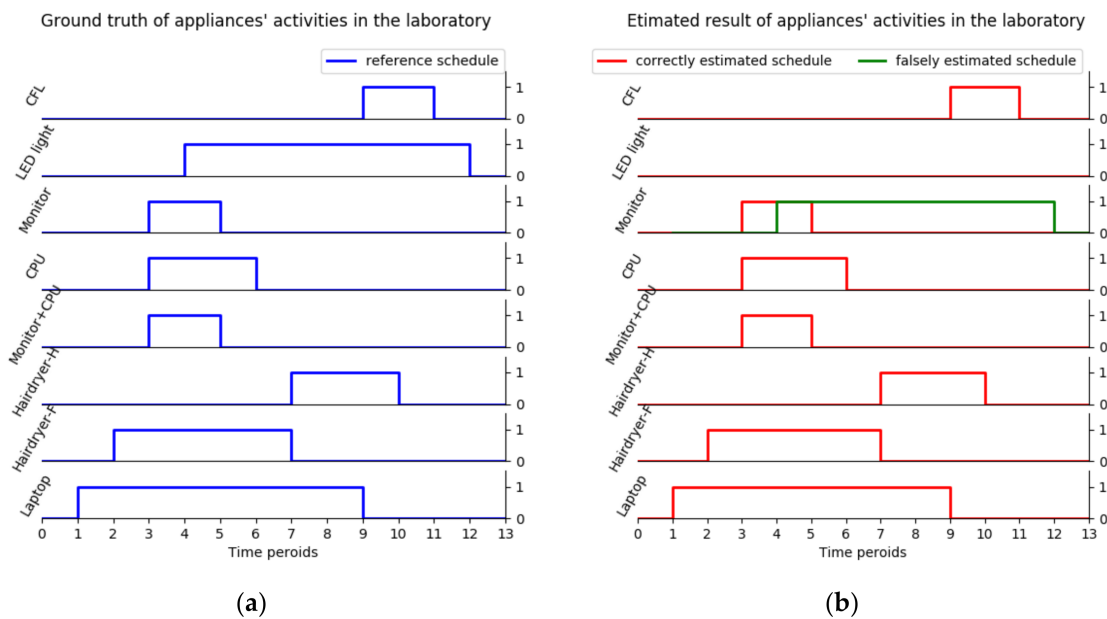 Ground truth of appliances' activities in the laboratory
reference schedule
CFL
1
0
LED light
1
0
Monitor
1
0
CPU
1
0
Monitor+CPU
1
0
Hairdryer-H
1
0
Hairdryer-F
1
0
Laptop
1
0
0 1 2 3 4 5 6 7 8 9 10 11 12 13
Time peroids
(a)
Etimated result of appliances' activities in the laboratory
correctly estimated schedule falsely estimated schedule
CFL
1
0
LED light
1
0
Monitor
1
0
CPU
1
0
Monitor+CPU
1
0
Hairdryer-H
1
0
Hairdryer-F
1
0
Laptop
1
0
0 1 2 3 4 5 6 7 8 9 10 11 12 13
Time peroids
(b)